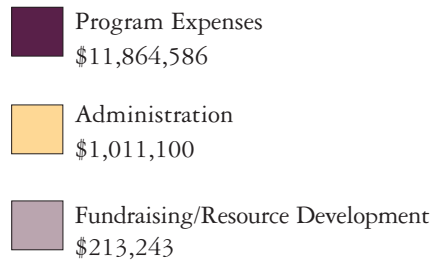 Program Expenses
$11,864,586
Administration
$1,011,100
Fundraising/Resource Development
$213,243